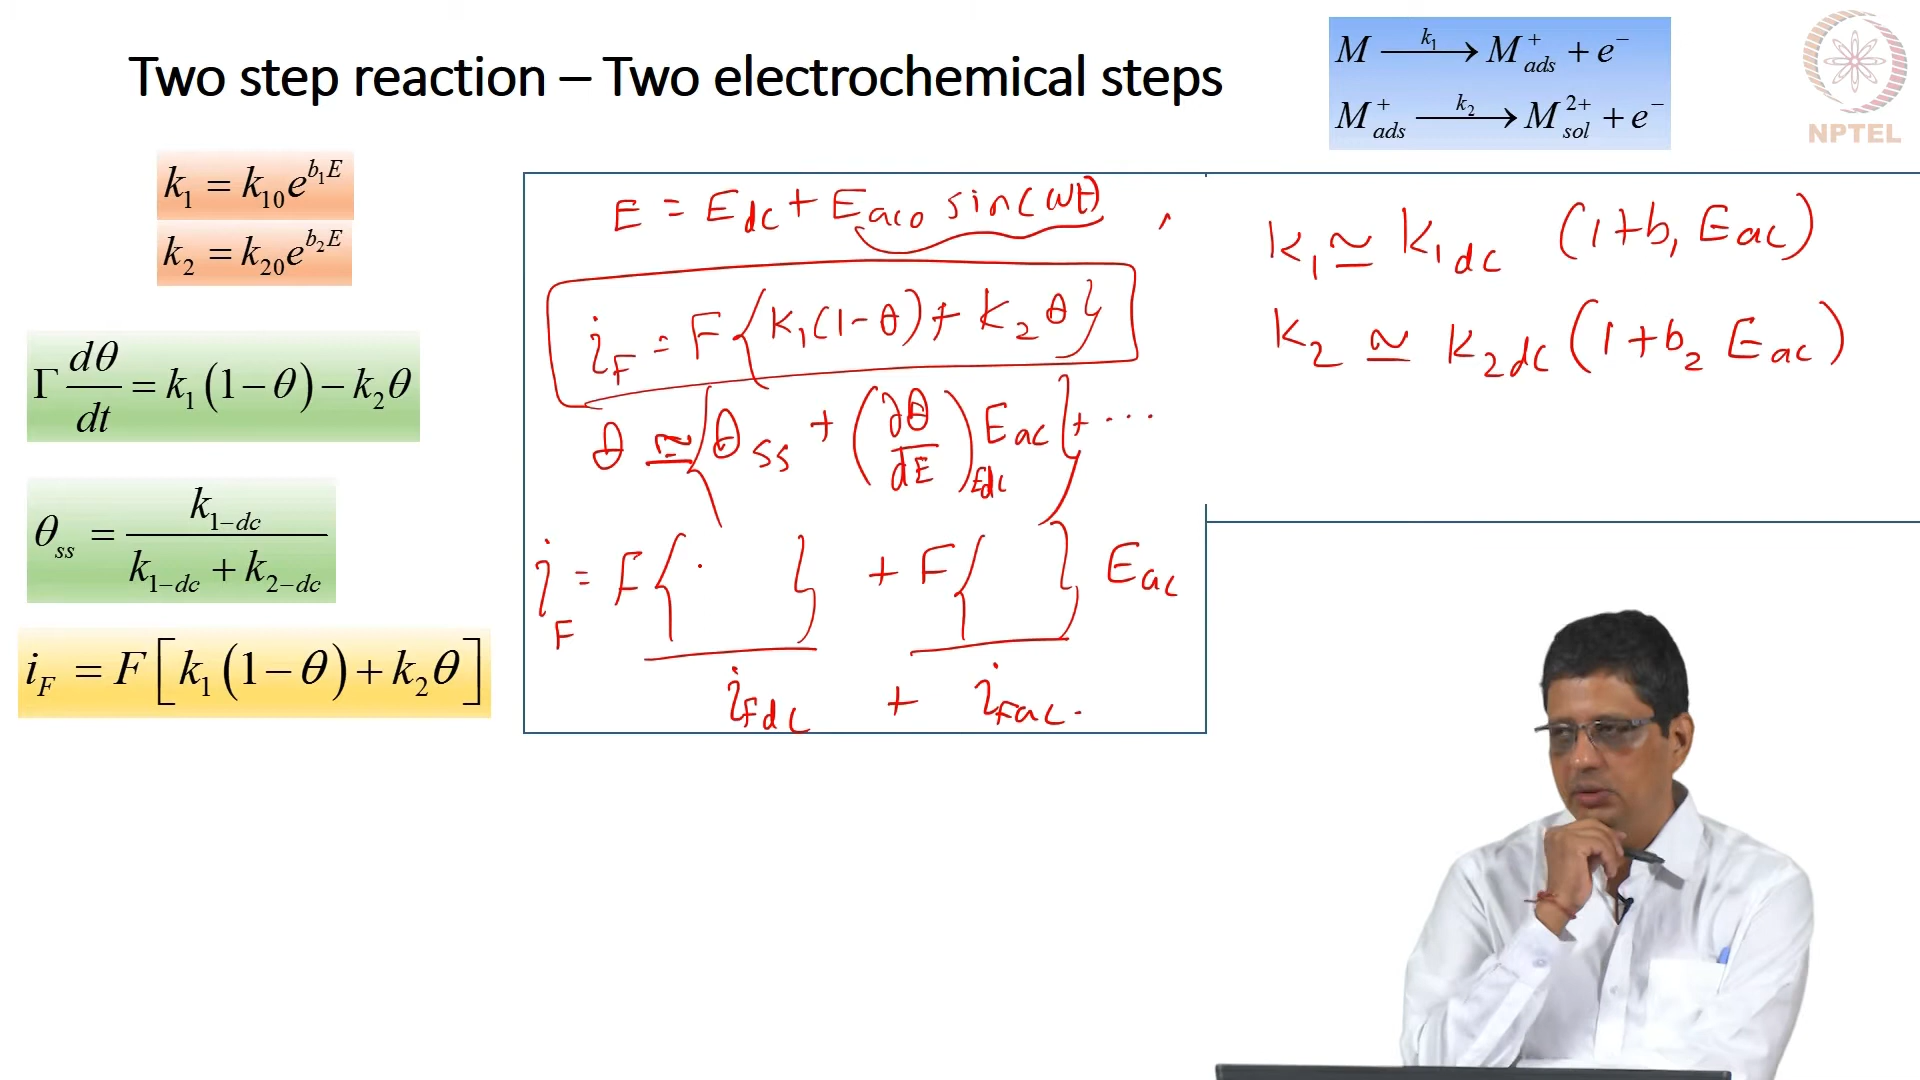 Two step reaction – Two electrochemical steps
M —k₁→ M⁺ads + e⁻
M⁺ads —k₂→ M²⁺sol + e⁻
NPTEL
k₁ = k₁₀e^(b₁E)
k₂ = k₂₀e^(b₂E)
Γ dθ/dt = k₁(1−θ) − k₂θ
θss = k₁₋dc / (k₁₋dc + k₂₋dc)
iF = F[k₁(1−θ) + k₂θ]
E = Edc + Eac0 sin(ωt) ,
iF = F{k₁(1−θ) + k₂θ}
θ ≃ {θss + (∂θ/dE)Edc Eac} + ...
iF = F{ . } + F{ } Eac
iFdc + iFac.
k₁ ≃ k₁dc (1+b₁ Eac)
k₂ ≃ k₂dc (1+b₂ Eac)